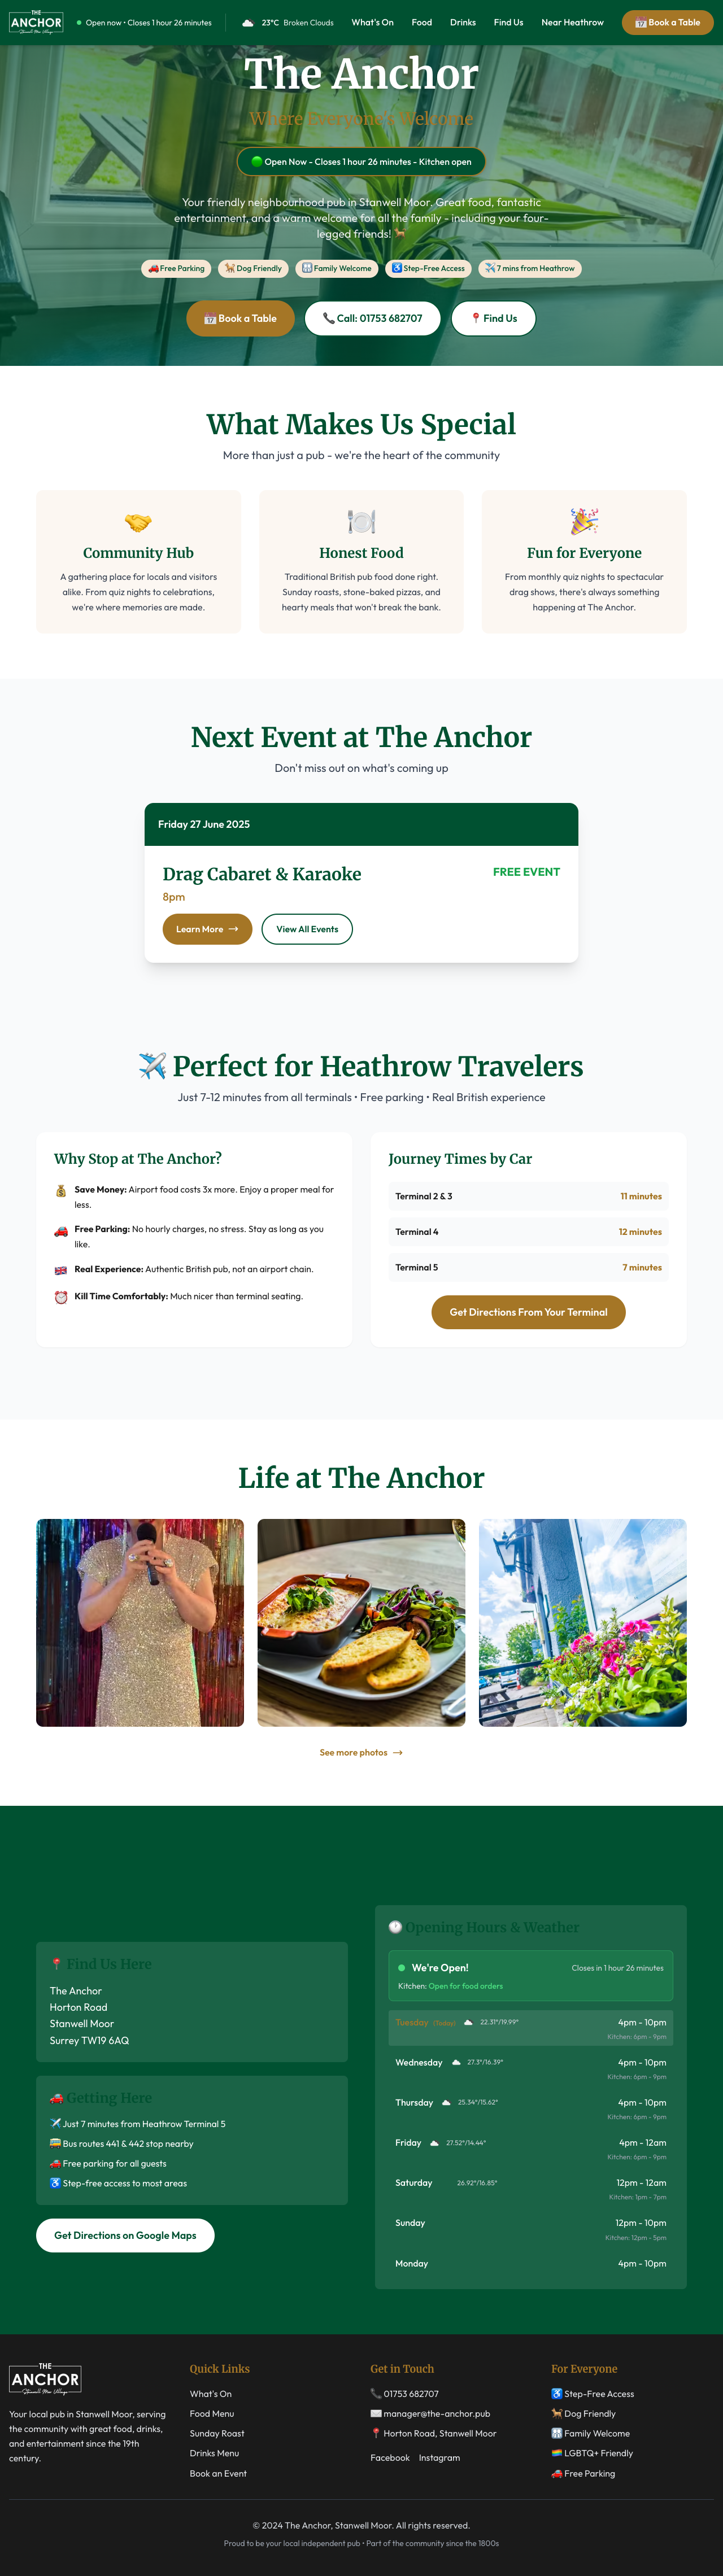 THE
ANCHOR
Stanwell Moor Village
Open now • Closes 1 hour 26 minutes
23°C Broken Clouds
What's On
Food
Drinks
Find Us
Near Heathrow
Book a Table
The Anchor
Where Everyone's Welcome
Open Now - Closes 1 hour 26 minutes - Kitchen open
Your friendly neighbourhood pub in Stanwell Moor. Great food, fantastic
entertainment, and a warm welcome for all the family - including your four-
legged friends!
Free Parking
Dog Friendly
Family Welcome
Step-Free Access
7 mins from Heathrow
Book a Table
Call: 01753 682707
Find Us
What Makes Us Special
More than just a pub - we're the heart of the community
Community Hub
A gathering place for locals and visitors
alike. From quiz nights to celebrations,
we're where memories are made.
Honest Food
Traditional British pub food done right.
Sunday roasts, stone-baked pizzas, and
hearty meals that won't break the bank.
Fun for Everyone
From monthly quiz nights to spectacular
drag shows, there's always something
happening at The Anchor.
Next Event at The Anchor
Don't miss out on what's coming up
Friday 27 June 2025
Drag Cabaret & Karaoke
FREE EVENT
8pm
Learn More →
View All Events
Perfect for Heathrow Travelers
Just 7-12 minutes from all terminals • Free parking • Real British experience
Why Stop at The Anchor?
Save Money: Airport food costs 3x more. Enjoy a proper meal for
less.
Free Parking: No hourly charges, no stress. Stay as long as you
like.
Real Experience: Authentic British pub, not an airport chain.
Kill Time Comfortably: Much nicer than terminal seating.
Journey Times by Car
Terminal 2 & 3 11 minutes
Terminal 4 12 minutes
Terminal 5 7 minutes
Get Directions From Your Terminal
Life at The Anchor
See more photos →
Find Us Here
The Anchor
Horton Road
Stanwell Moor
Surrey TW19 6AQ
Getting Here
Just 7 minutes from Heathrow Terminal 5
Bus routes 441 & 442 stop nearby
Free parking for all guests
Step-free access to most areas
Get Directions on Google Maps
Opening Hours & Weather
We're Open!
Closes in 1 hour 26 minutes
Kitchen: Open for food orders
Tuesday (Today) 22.31°/19.99° 4pm - 10pm
Kitchen: 6pm - 9pm
Wednesday 27.3°/16.39° 4pm - 10pm
Kitchen: 6pm - 9pm
Thursday 25.34°/15.62° 4pm - 10pm
Kitchen: 6pm - 9pm
Friday 27.52°/14.44° 4pm - 12am
Kitchen: 6pm - 9pm
Saturday 26.92°/16.85° 12pm - 12am
Kitchen: 1pm - 7pm
Sunday 12pm - 10pm
Kitchen: 12pm - 5pm
Monday 4pm - 10pm
THE
ANCHOR
Stanwell Moor Village
Your local pub in Stanwell Moor, serving
the community with great food, drinks,
and entertainment since the 19th
century.
Quick Links
What's On
Food Menu
Sunday Roast
Drinks Menu
Book an Event
Get in Touch
01753 682707
manager@the-anchor.pub
Horton Road, Stanwell Moor
Facebook Instagram
For Everyone
Step-Free Access
Dog Friendly
Family Welcome
LGBTQ+ Friendly
Free Parking
© 2024 The Anchor, Stanwell Moor. All rights reserved.
Proud to be your local independent pub • Part of the community since the 1800s